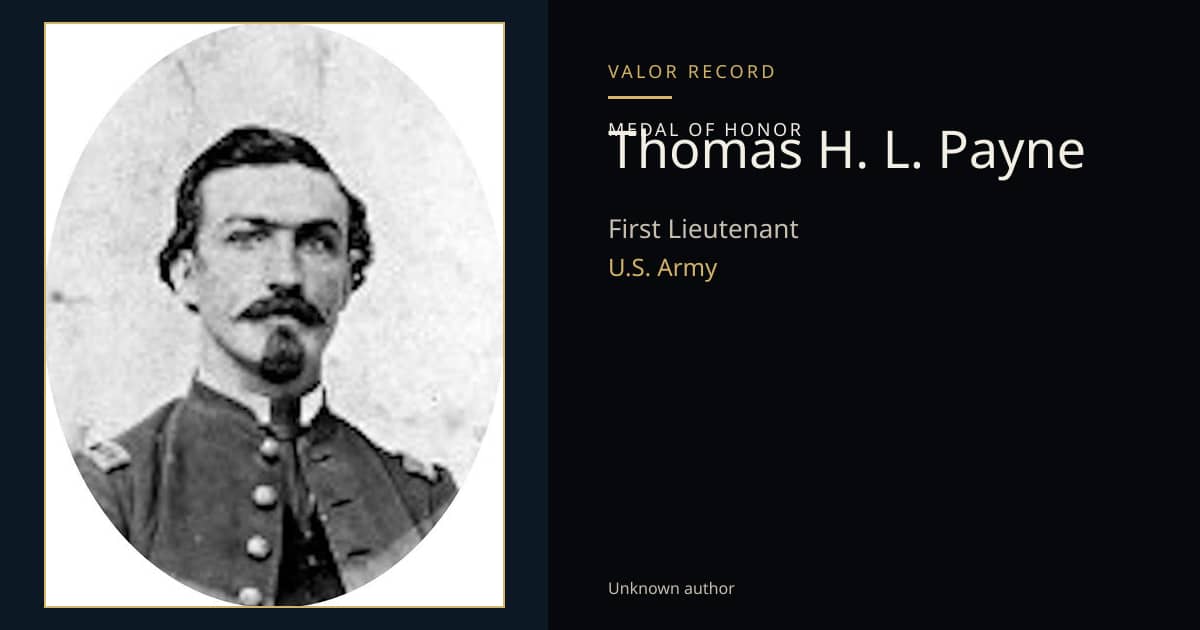 VALOR RECORD
MEDAL OF HONOR
Thomas H. L. Payne
First Lieutenant
U.S. Army
Unknown author